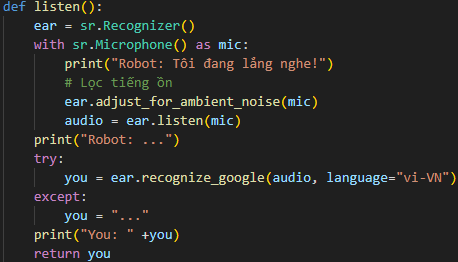 def listen():
    ear = sr.Recognizer()
    with sr.Microphone() as mic:
        print("Robot: Tôi đang lắng nghe!")
        # Lọc tiếng ồn
        ear.adjust_for_ambient_noise(mic)
        audio = ear.listen(mic)
    print("Robot: ...")
    try:
        you = ear.recognize_google(audio, language="vi-VN")
    except:
        you = "..."
    print("You: " +you)
    return you